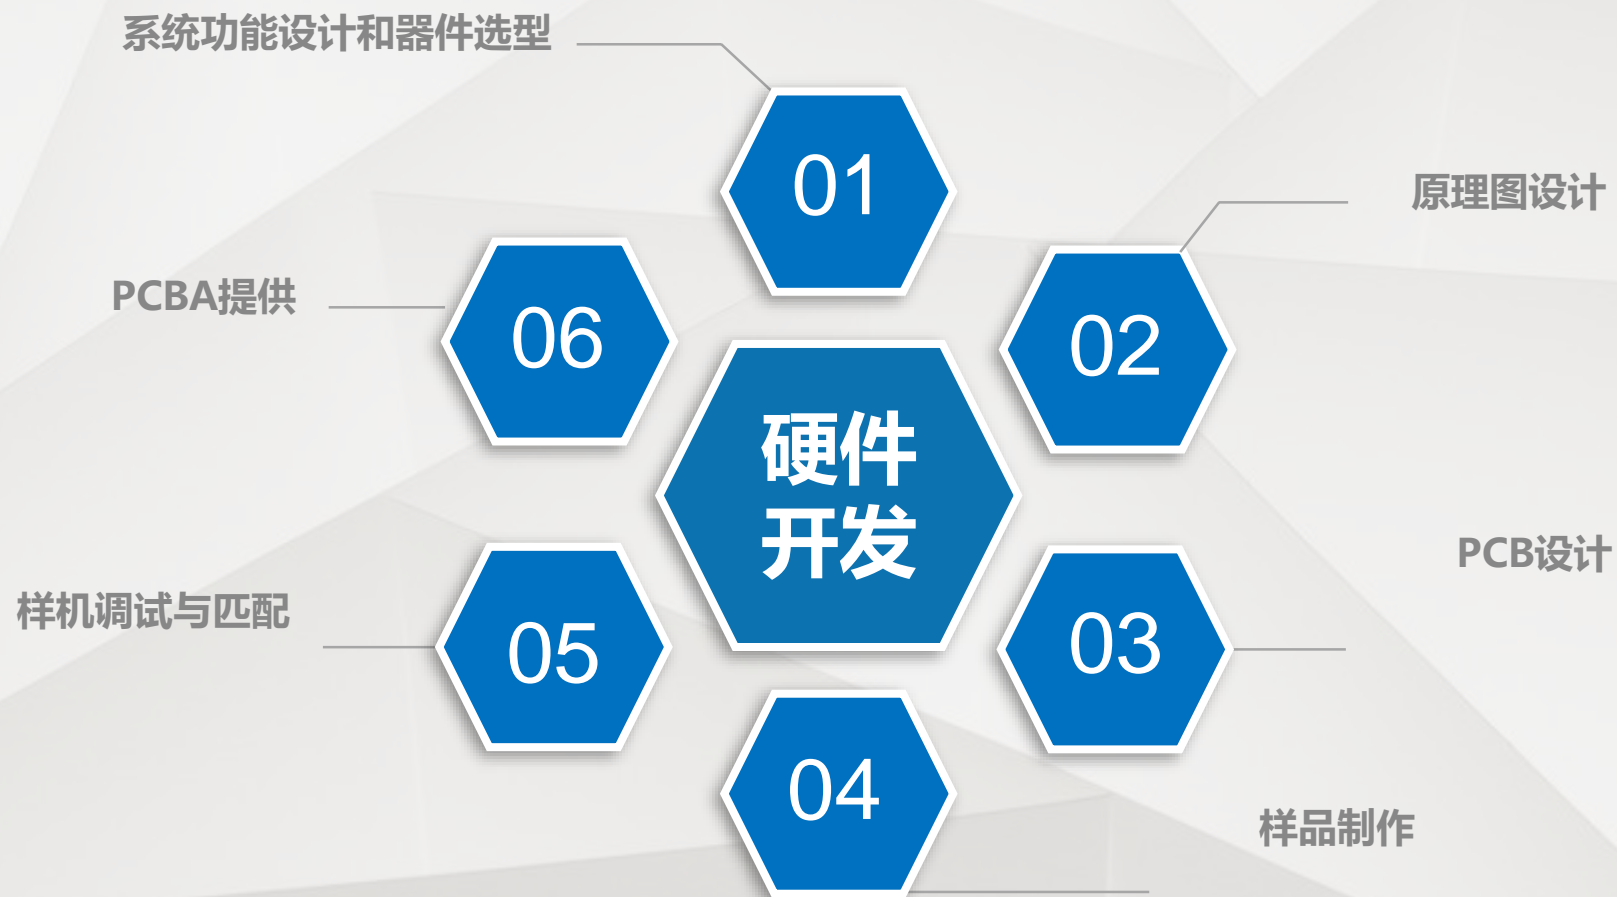 系统功能设计和器件选型
01
原理图设计
02
PCBA提供
06
硬件
开发
PCB设计
03
样机调试与匹配
05
04
样品制作